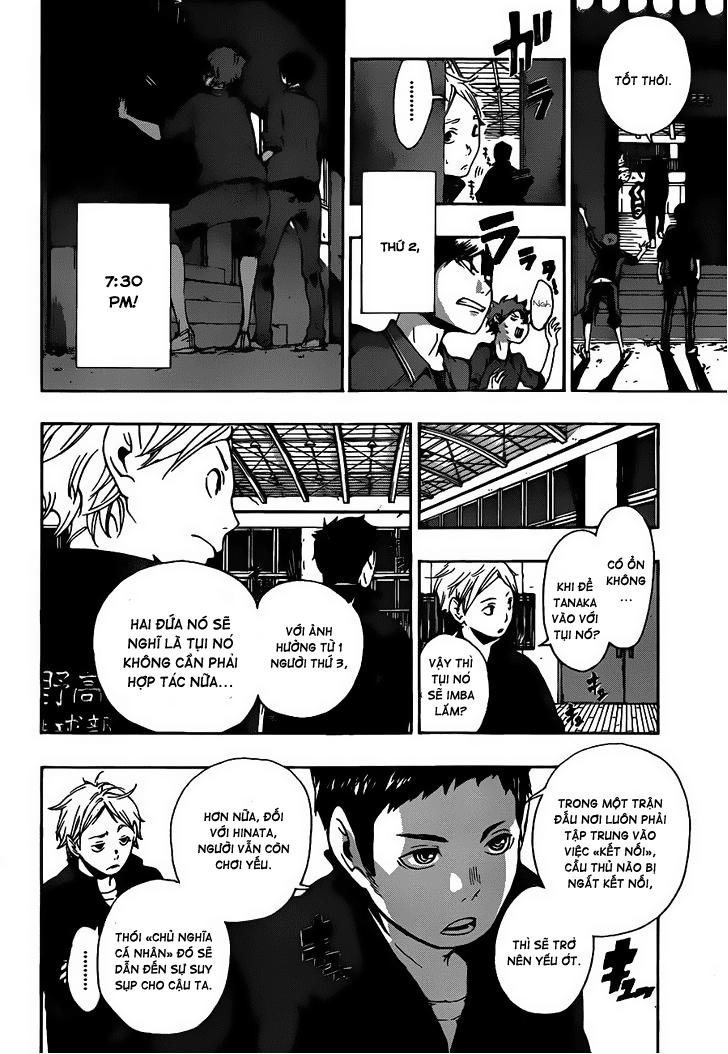 TỐT THÔI.
ガ
........
THỨ 2,
Nah
7:30
PM!
CÓ ỔN
KHÔNG
...
KHI ĐỂ
TANAKA
VÀO VỚI
TỤI NÓ?
VẬY THÌ
TỤI NÓ
SẼ IMBA
LẮM?
VỚI ẢNH
HƯỞNG TỪ 1
NGƯỜI THỨ 3,
HAI ĐỨA NÓ SẼ
NGHĨ LÀ TỤI NÓ
KHÔNG CẦN PHẢI
HỢP TÁC NỮA...
野高
TRONG MỘT TRẬN
ĐẤU NƠI LUÔN PHẢI
TẬP TRUNG VÀO
VIỆC «KẾT NỐI»,
CẦU THỦ NÀO BỊ
NGẮT KẾT NỐI,
THÌ SẼ TRỞ
NÊN YẾU ỚT.
HƠN NỮA, ĐỐI
VỚI HINATA,
NGƯỜI VẪN CÒN
CHƠI YẾU.
THÓI «CHỦ NGHĨA
CÁ NHÂN» ĐÓ SẼ
DẪN ĐẾN SỰ SUY
SỤP CHO CẬU TA.
........